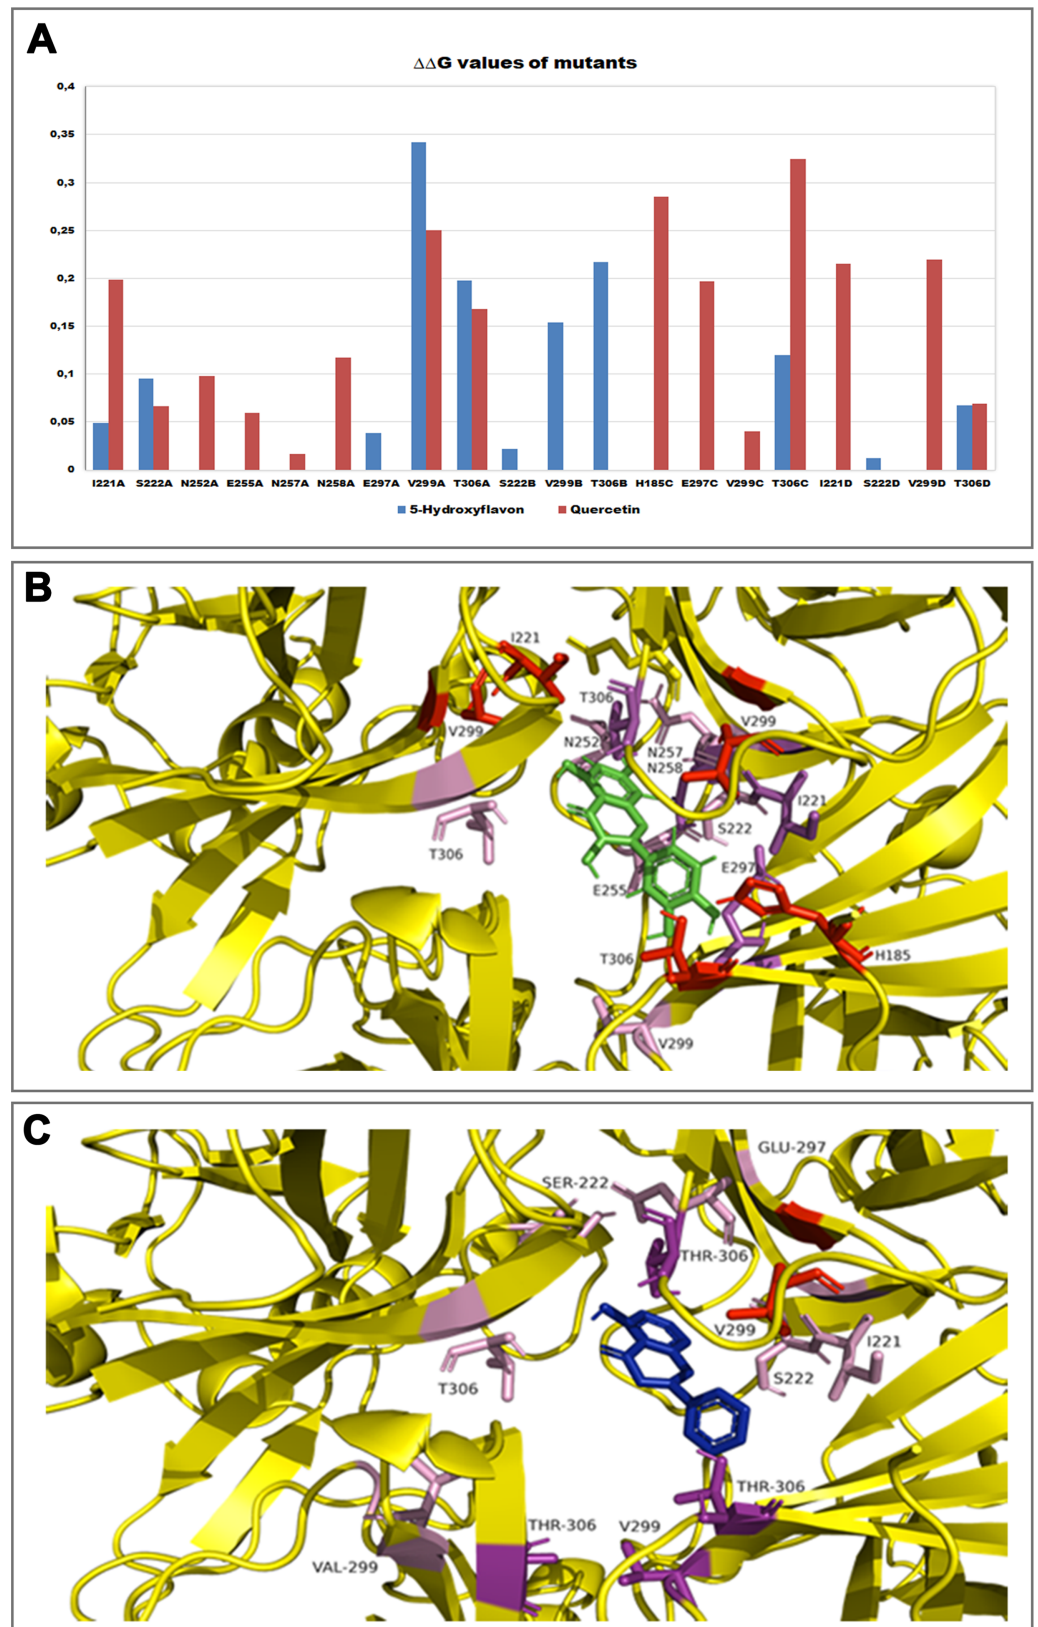 A
∆∆G values of mutants
0,4
0,35
0,3
0,25
0,2
0,15
0,1
0,05
0
I221A S222A N252A E255A N257A N258A E297A V299A T306A S222B V299B T306B H185C E297C V299C T306C I221D S222D V299D T306D
5-Hydroxyflavon Quercetin
B
I221
T306
V299
V299
N252
N257
N258
I221
S222
T306
E297
E255
T306
H185
V299
C
GLU-297
SER-222
THR-306
V299
I221
S222
T306
THR-306
THR-306 V299
VAL-299